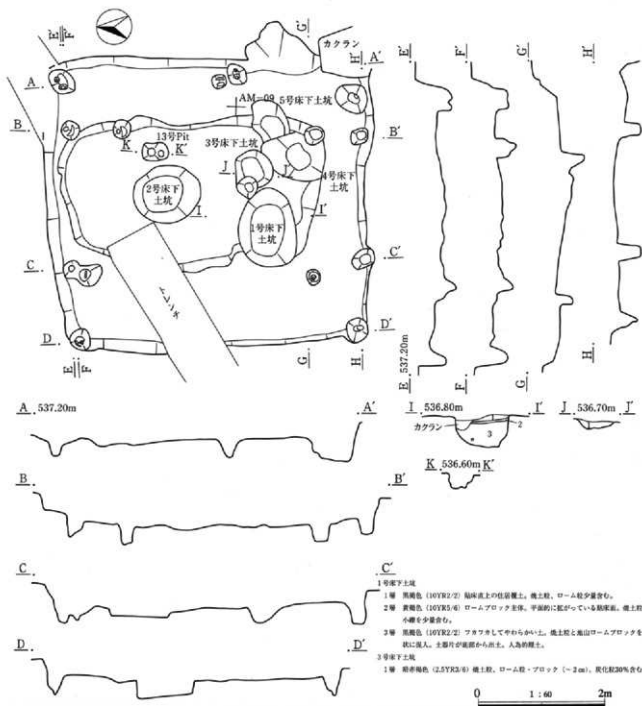 カクラン
E E′
F F′
G′
H′ A′
A
AM-09 5号床下土坑
B
13号Pit
B′
K K′
3号床下土坑
J J′
4号床下
土坑
2号床下
土坑
I I′
1号床下
土坑
C
トレンチ
C′
D
D′
E
F
G
H
E′ F′ G′ H′
537.20m
E F G H
A 537.20m A′
I 536.80m I′
J 536.70m J′
カクラン
2
3
K 536.60m K′
B B′
C C′
D D′
1号床下土坑
1層 黒褐色(10YR2/2)貼床直上の住居覆土。焼土粒、ローム粒少量含む。
2層 黄褐色(10YR5/6)ロームブロック主体。平面的に拡がっている貼床面。焼土粒
小礫を少量含む。
3層 黒褐色(10YR2/2)フカフカしてやわらかい土。焼土粒と地山ロームブロックを
状に混入。土器片が底部から出土。人為的埋土。
3号床下土坑
1層 暗赤褐色(2.5YR3/6)焼土粒、ローム粒・ブロック(~2cm)、炭化粒30%含む
0 1:60 2m